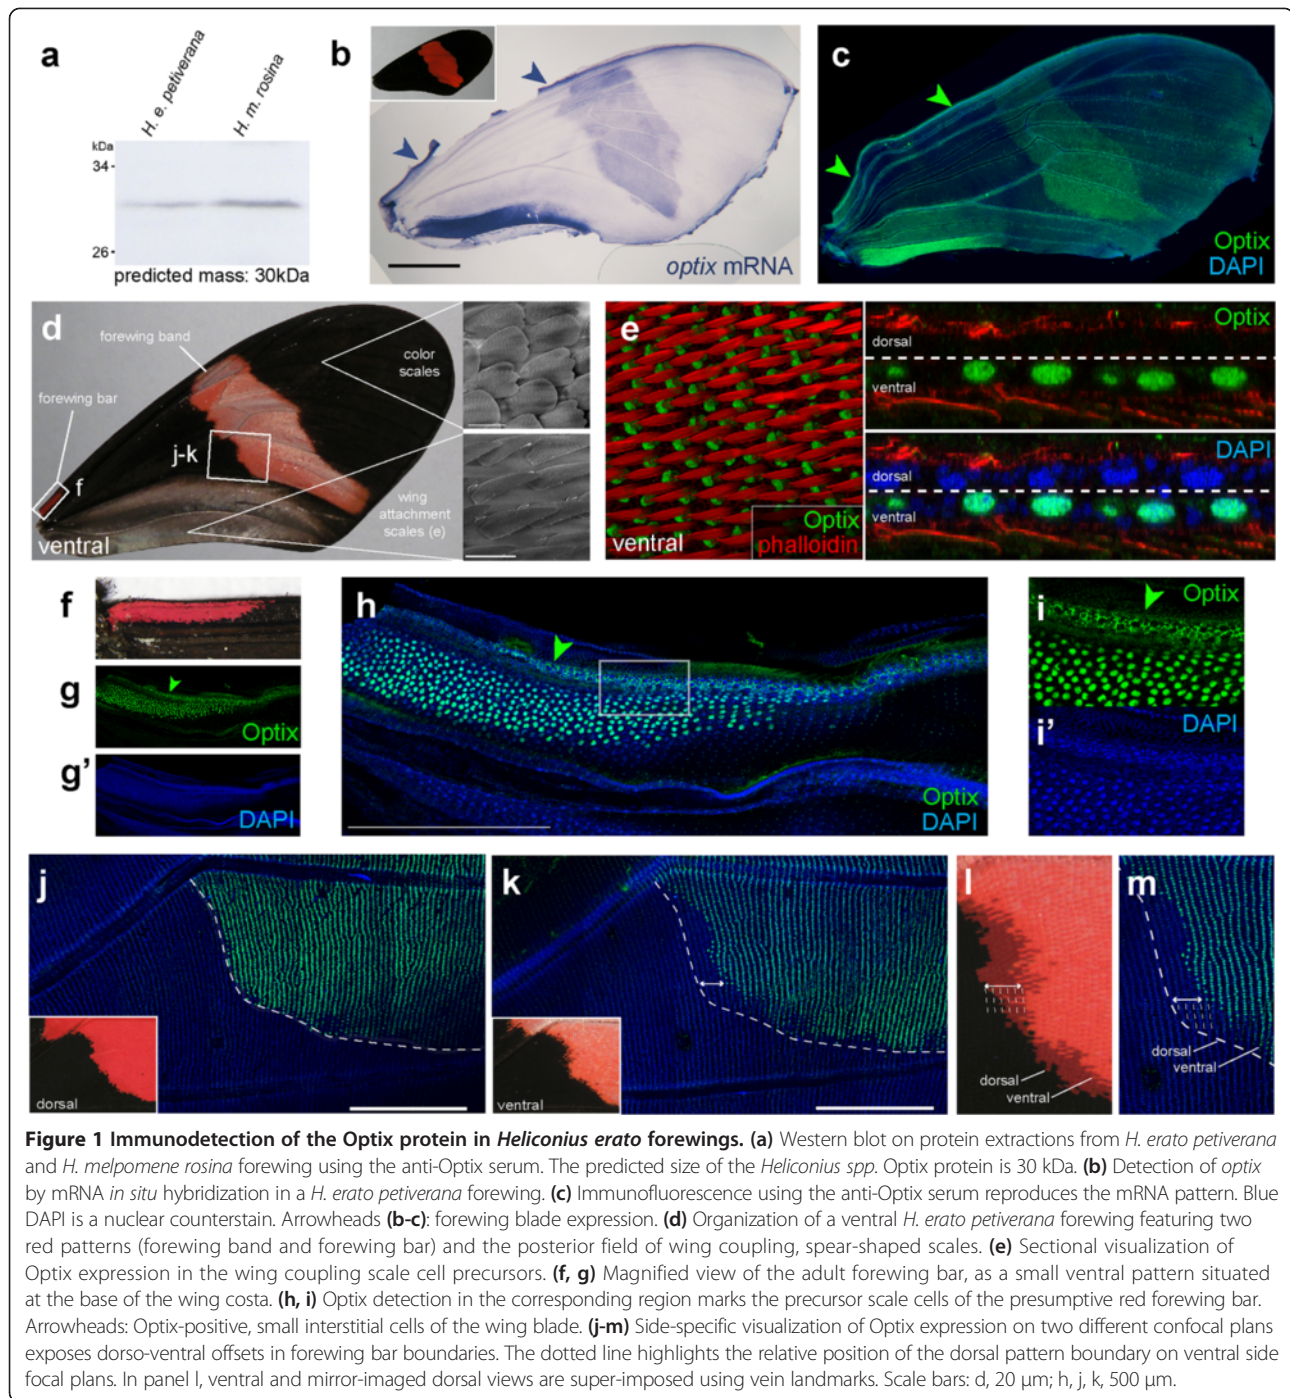 a
H. e. petiverana
H. m. rosina
kDa
34
26
predicted mass: 30kDa
b
optix mRNA
c
Optix
DAPI
d
forewing band
forewing bar
color
scales
j-k
f
wing
attachment
scales (e)
ventral
e
ventral
Optix
phalloidin
Optix
dorsal
ventral
DAPI
dorsal
ventral
f
g
Optix
g’
DAPI
h
Optix
DAPI
i
Optix
i’
DAPI
j
dorsal
k
ventral
l
dorsal
ventral
m
dorsal
ventral
Figure 1 Immunodetection of the Optix protein in Heliconius erato forewings. (a) Western blot on protein extractions from H. erato petiverana
and H. melpomene rosina forewing using the anti-Optix serum. The predicted size of the Heliconius spp. Optix protein is 30 kDa. (b) Detection of optix
by mRNA in situ hybridization in a H. erato petiverana forewing. (c) Immunofluorescence using the anti-Optix serum reproduces the mRNA pattern. Blue
DAPI is a nuclear counterstain. Arrowheads (b-c): forewing blade expression. (d) Organization of a ventral H. erato petiverana forewing featuring two
red patterns (forewing band and forewing bar) and the posterior field of wing coupling, spear-shaped scales. (e) Sectional visualization of
Optix expression in the wing coupling scale cell precursors. (f, g) Magnified view of the adult forewing bar, as a small ventral pattern situated
at the base of the wing costa. (h, i) Optix detection in the corresponding region marks the precursor scale cells of the presumptive red forewing bar.
Arrowheads: Optix-positive, small interstitial cells of the wing blade. (j-m) Side-specific visualization of Optix expression on two different confocal plans
exposes dorso-ventral offsets in forewing bar boundaries. The dotted line highlights the relative position of the dorsal pattern boundary on ventral side
focal plans. In panel l, ventral and mirror-imaged dorsal views are super-imposed using vein landmarks. Scale bars: d, 20 μm; h, j, k, 500 μm.